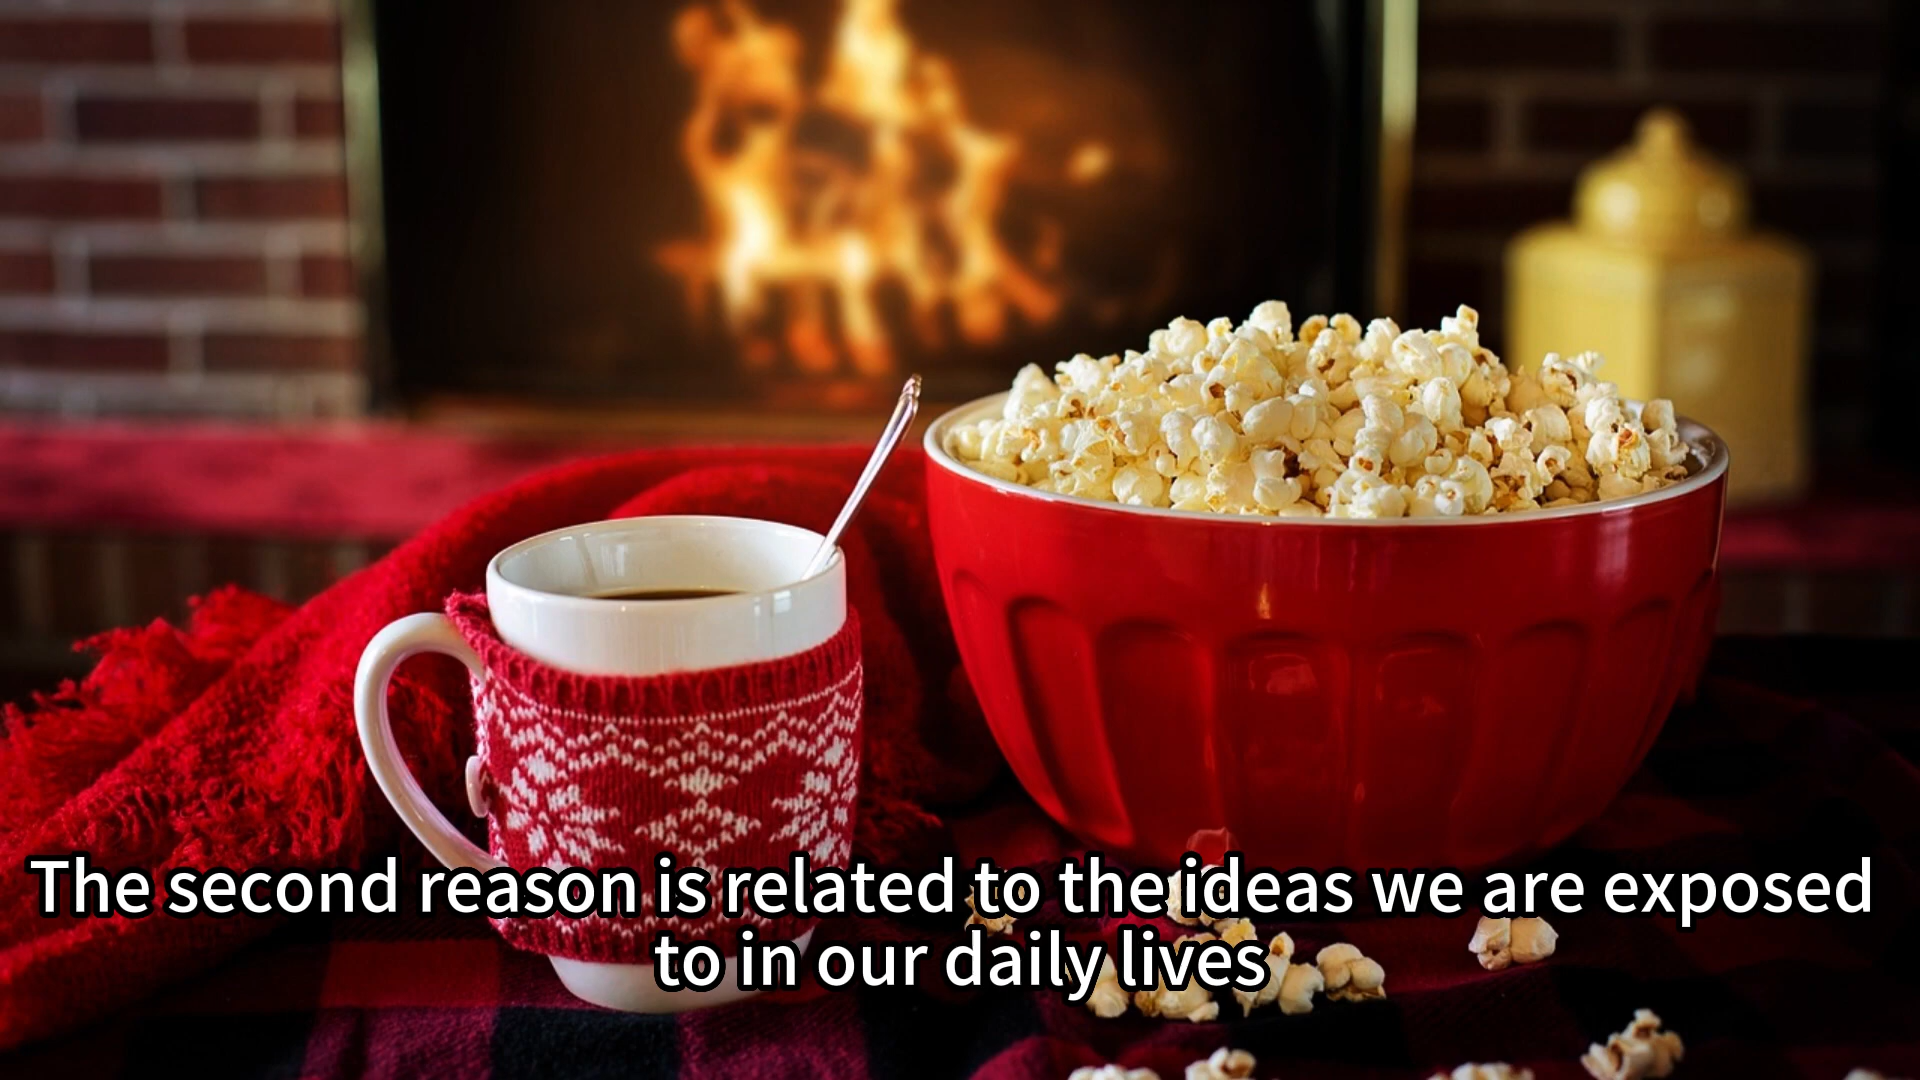 The second reason is related to the ideas we are exposed
to in our daily lives